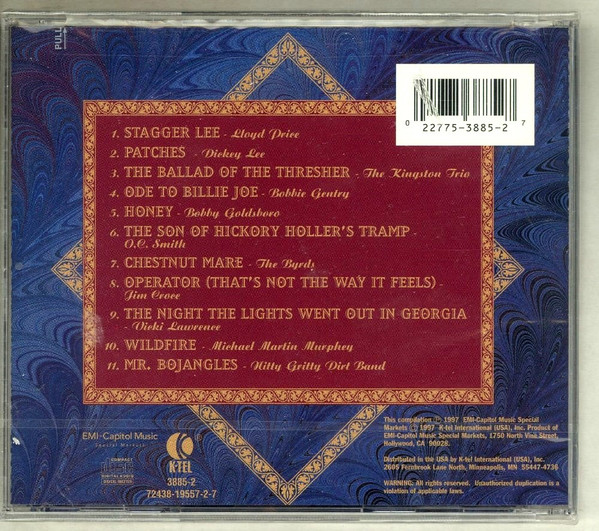 PULL
0 22775-3885-2 7
1. STAGGER LEE - Lloyd Price
2. PATCHES - Dickey Lee
3. THE BALLAD OF THE THRESHER - The Kingston Trio
4. ODE TO BILLIE JOE - Bobbie Gentry
5. HONEY - Bobby Goldsboro
6. THE SON OF HICKORY HOLLER'S TRAMP -
O.C. Smith
7. CHESTNUT MARE - The Byrds
8. OPERATOR (THAT'S NOT THE WAY IT FEELS) -
Jim Croce
9. THE NIGHT THE LIGHTS WENT OUT IN GEORGIA
- Vicki Lawrence
10. WILDFIRE - Michael Martin Murphey
11. MR. BOJANGLES - Nitty Gritty Dirt Band
EMI-Capitol Music
Special Markets
COMPACT
disc
DIGITAL AUDIO
K-TEL
3885-2
72438-19557-2-7
This compilation Ⓟ 1997 EMI-Capitol Music Special
Markets Ⓒ 1997 K-tel International (USA), Inc. Product of
EMI-Capitol Music Special Markets, 1750 North Vine Street,
Hollywood, CA 90028.
Distributed in the USA by K-tel International (USA), Inc.
2605 Fernbrook Lane North, Minneapolis, MN 55447-4736
WARNING: All rights reserved. Unauthorized duplication is a
violation of applicable laws.